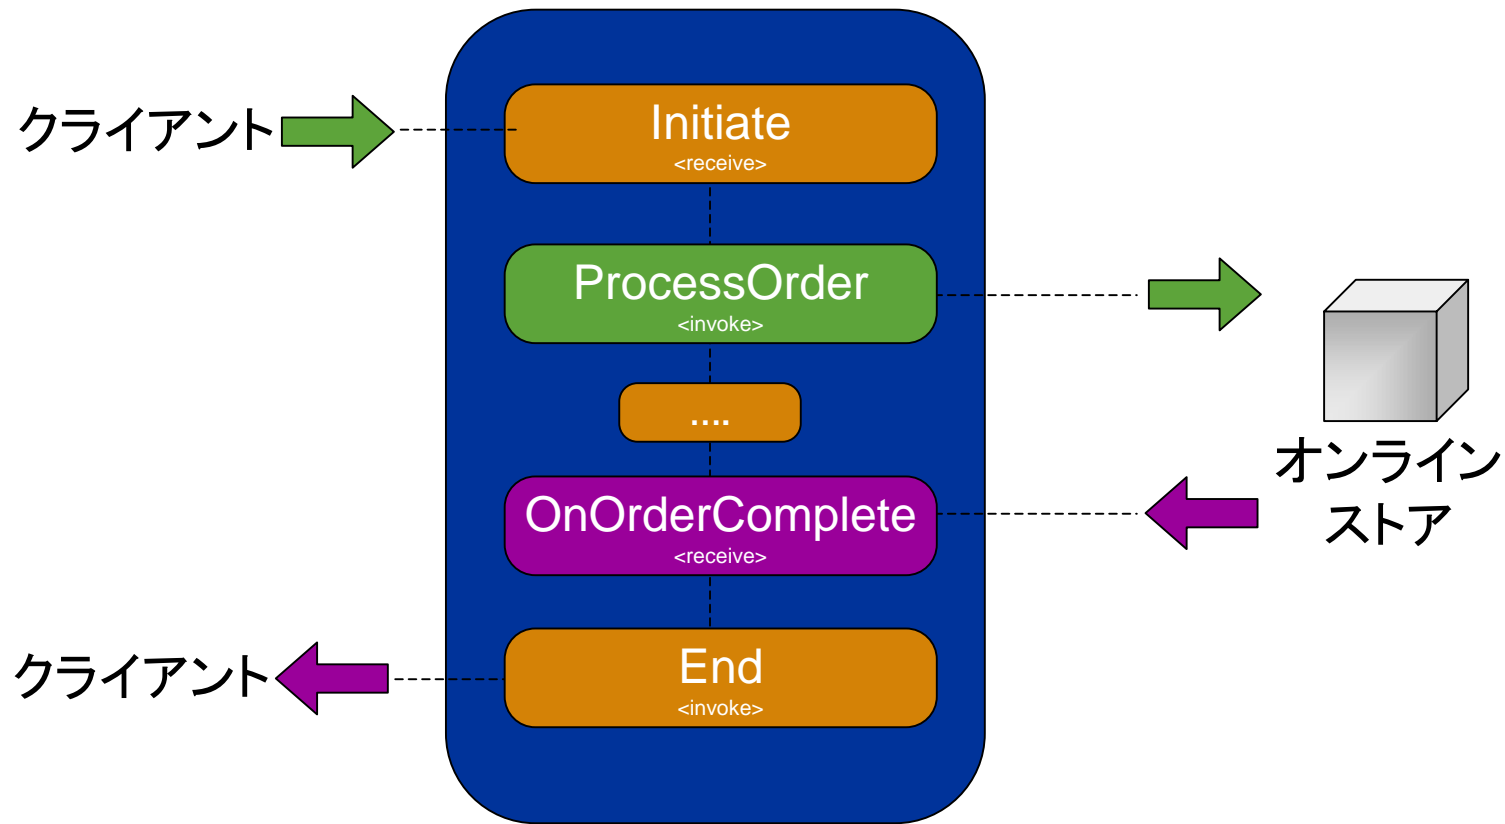 クライアント
Initiate
<receive>
ProcessOrder
<invoke>
....
オンライン
ストア
OnOrderComplete
<receive>
クライアント
End
<invoke>